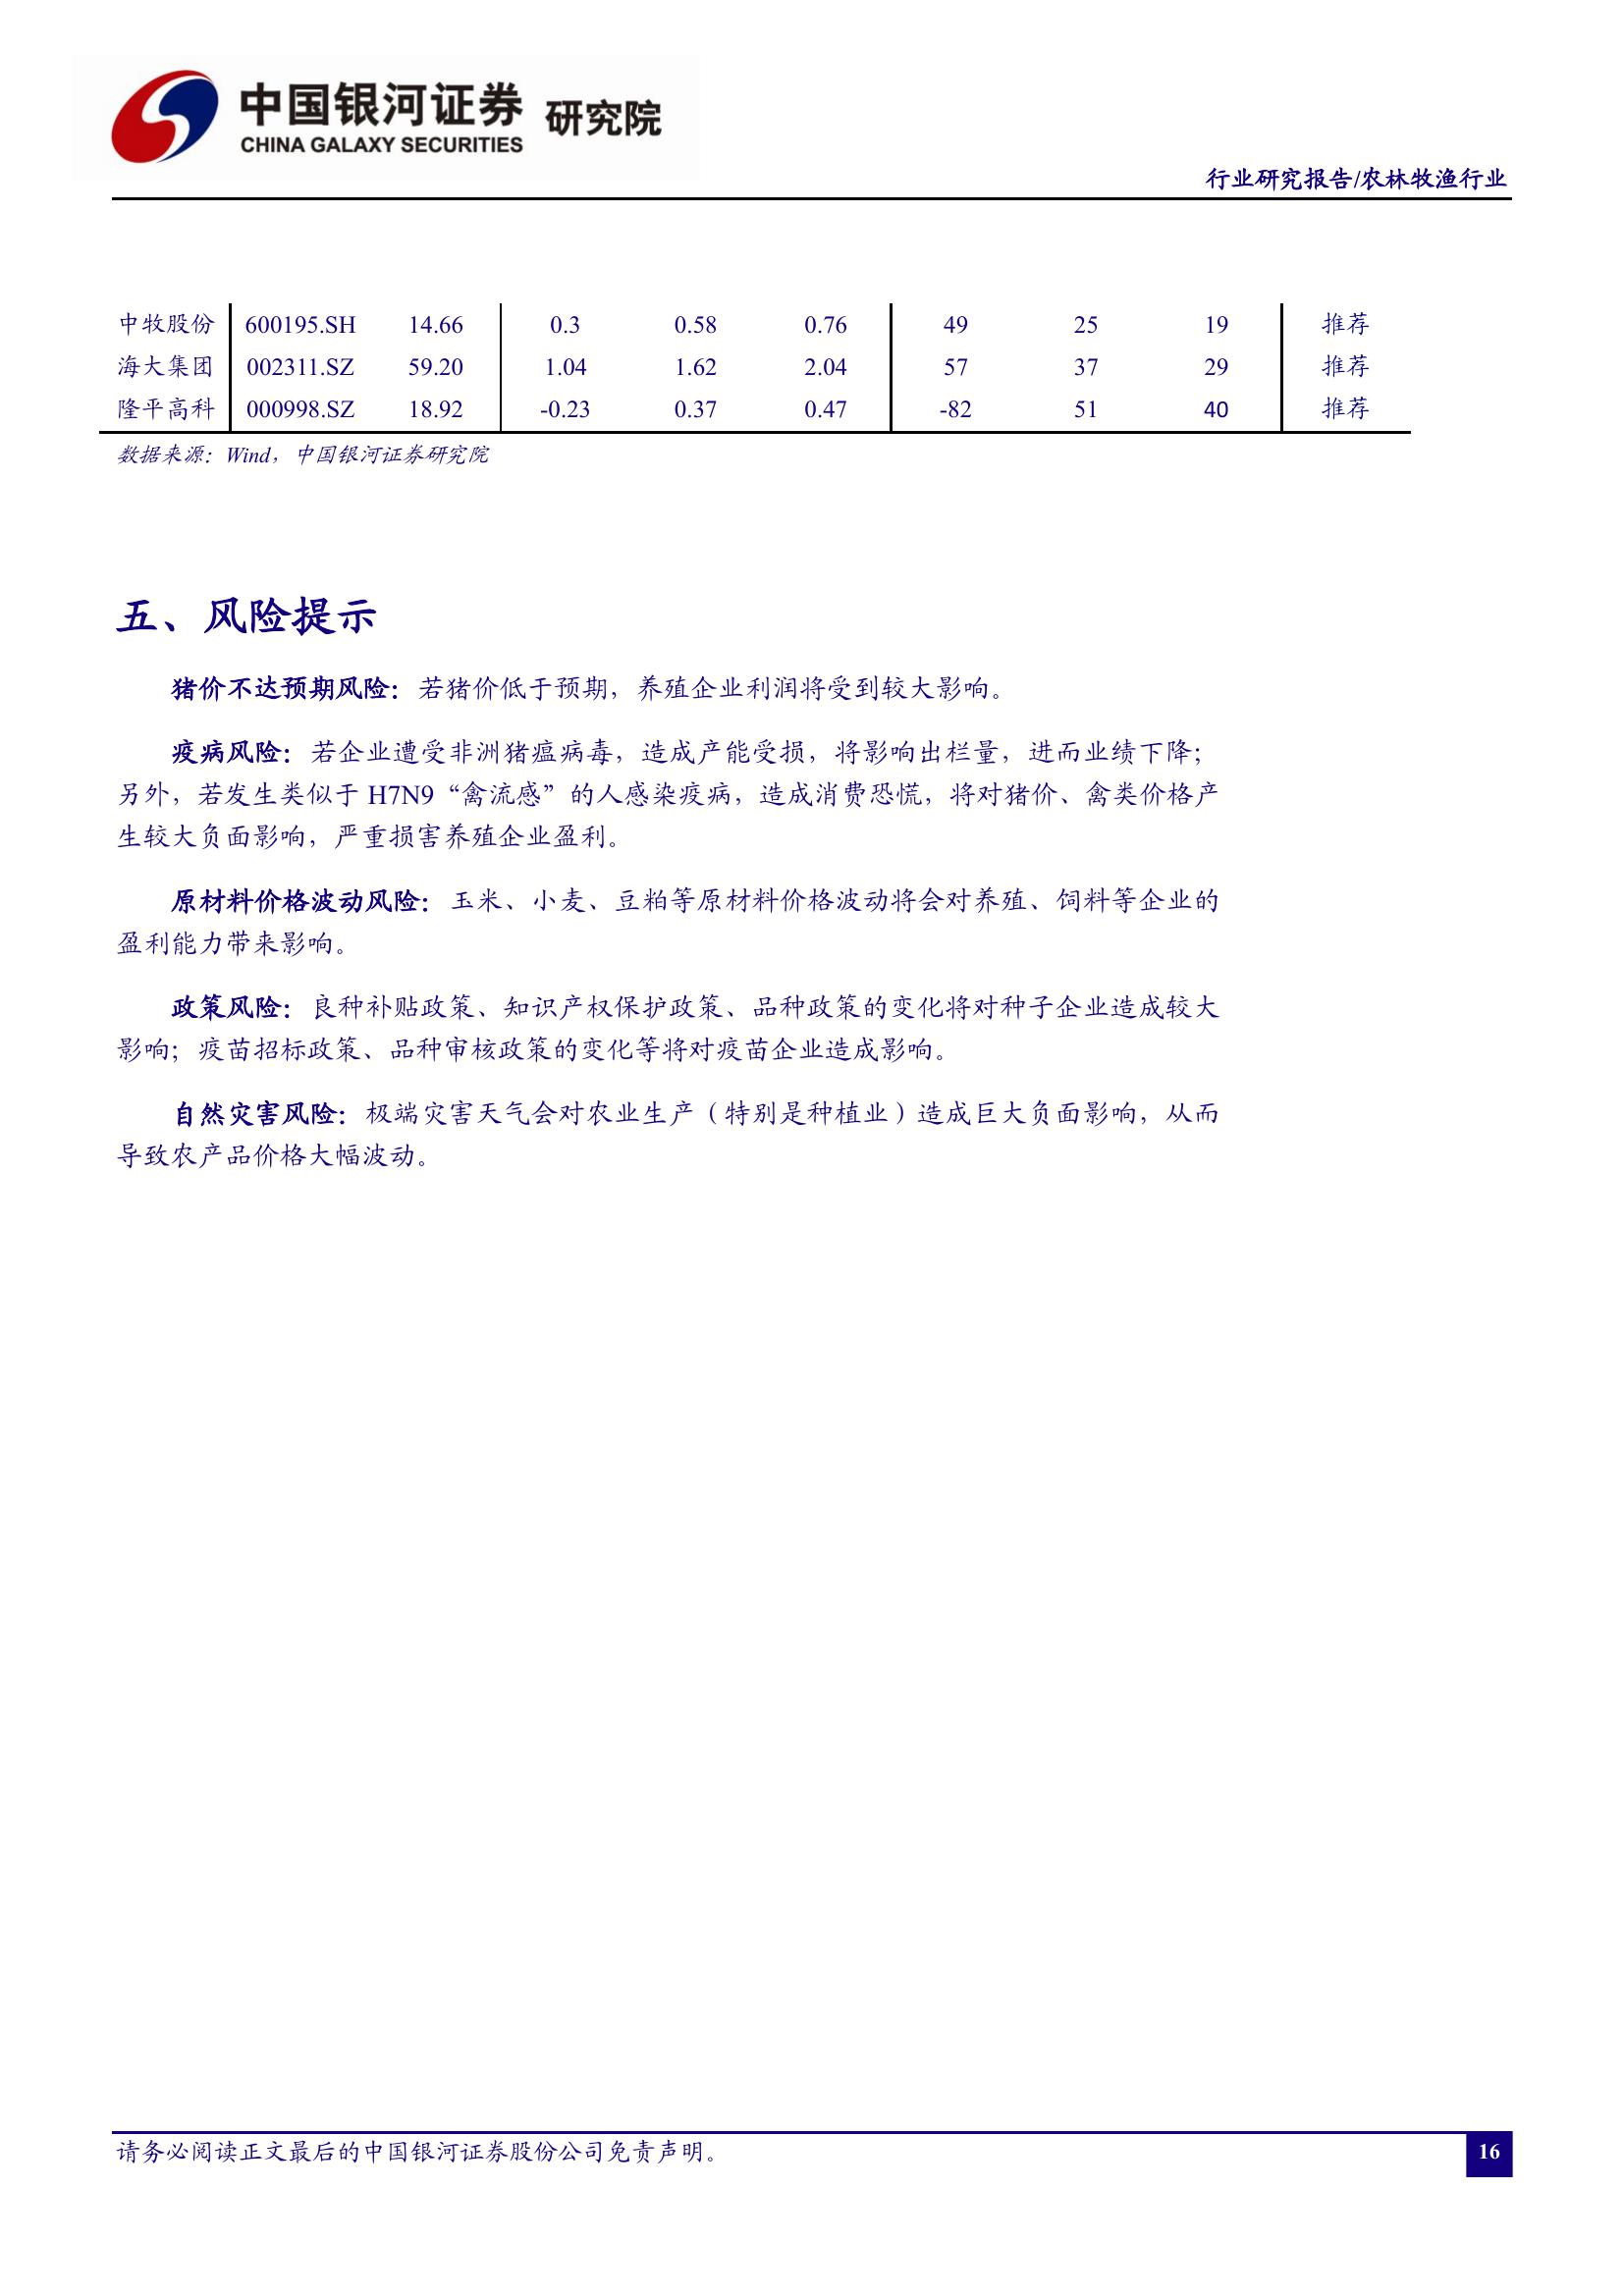 中国银河证券 研究院
CHINA GALAXY SECURITIES
行业研究报告/农林牧渔行业
中牧股份 600195.SH 14.66 0.3 0.58 0.76 49 25 19 推荐
海大集团 002311.SZ 59.20 1.04 1.62 2.04 57 37 29 推荐
隆平高科 000998.SZ 18.92 -0.23 0.37 0.47 -82 51 40 推荐
数据来源：Wind，中国银河证券研究院
五、风险提示
猪价不达预期风险：若猪价低于预期，养殖企业利润将受到较大影响。
疫病风险：若企业遭受非洲猪瘟病毒，造成产能受损，将影响出栏量，进而业绩下降；
另外，若发生类似于 H7N9“禽流感”的人感染疫病，造成消费恐慌，将对猪价、禽类价格产
生较大负面影响，严重损害养殖企业盈利。
原材料价格波动风险：玉米、小麦、豆粕等原材料价格波动将会对养殖、饲料等企业的
盈利能力带来影响。
政策风险：良种补贴政策、知识产权保护政策、品种政策的变化将对种子企业造成较大
影响；疫苗招标政策、品种审核政策的变化等将对疫苗企业造成影响。
自然灾害风险：极端灾害天气会对农业生产（特别是种植业）造成巨大负面影响，从而
导致农产品价格大幅波动。
请务必阅读正文最后的中国银河证券股份公司免责声明。
16